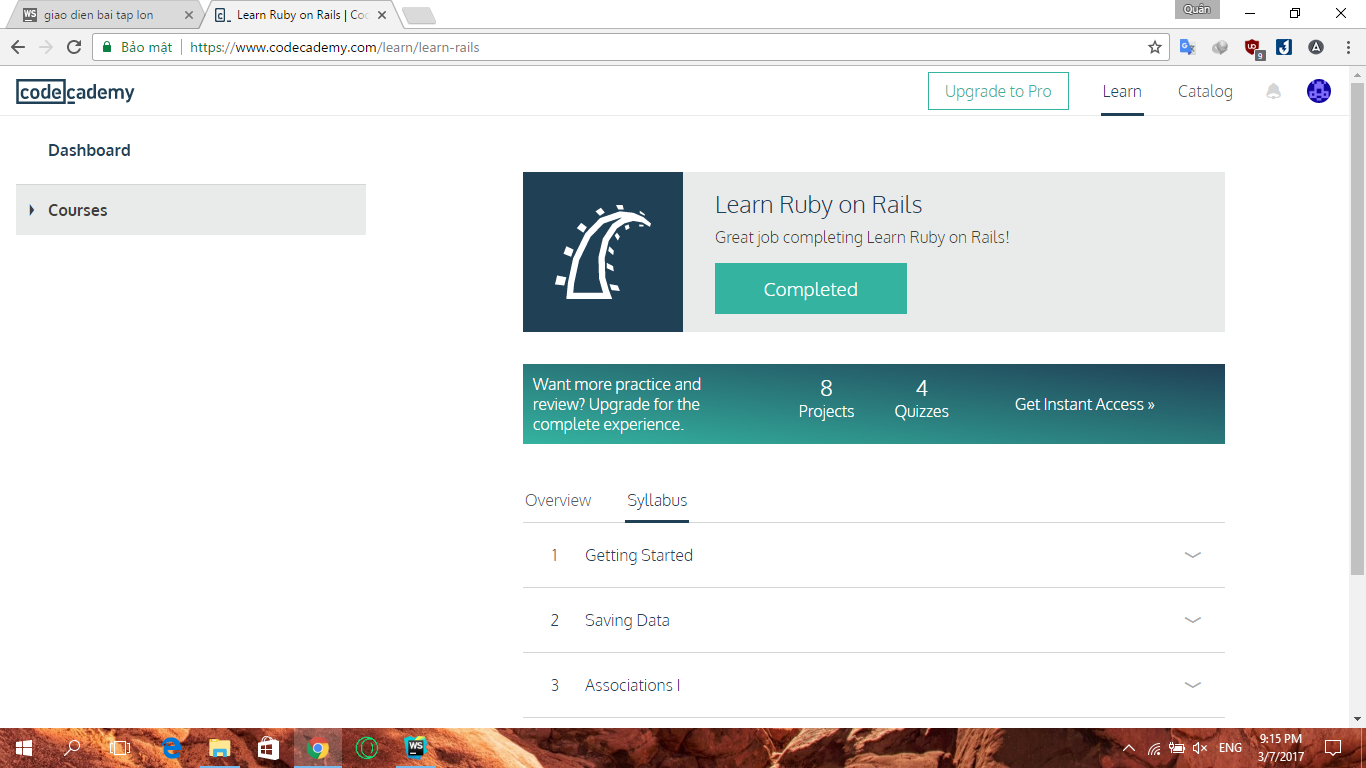 Quân
WS giao dien bai tap lon
c_ Learn Ruby on Rails | Co
Bảo mật https://www.codecademy.com/learn/learn-rails
9
A
codecademy
Upgrade to Pro Learn Catalog
Dashboard
Courses
Learn Ruby on Rails
Great job completing Learn Ruby on Rails!
Completed
Want more practice and
review? Upgrade for the
complete experience.
8
Projects
4
Quizzes
Get Instant Access »
Overview Syllabus
1 Getting Started
2 Saving Data
3 Associations I
WS
ENG
9:15 PM
3/7/2017